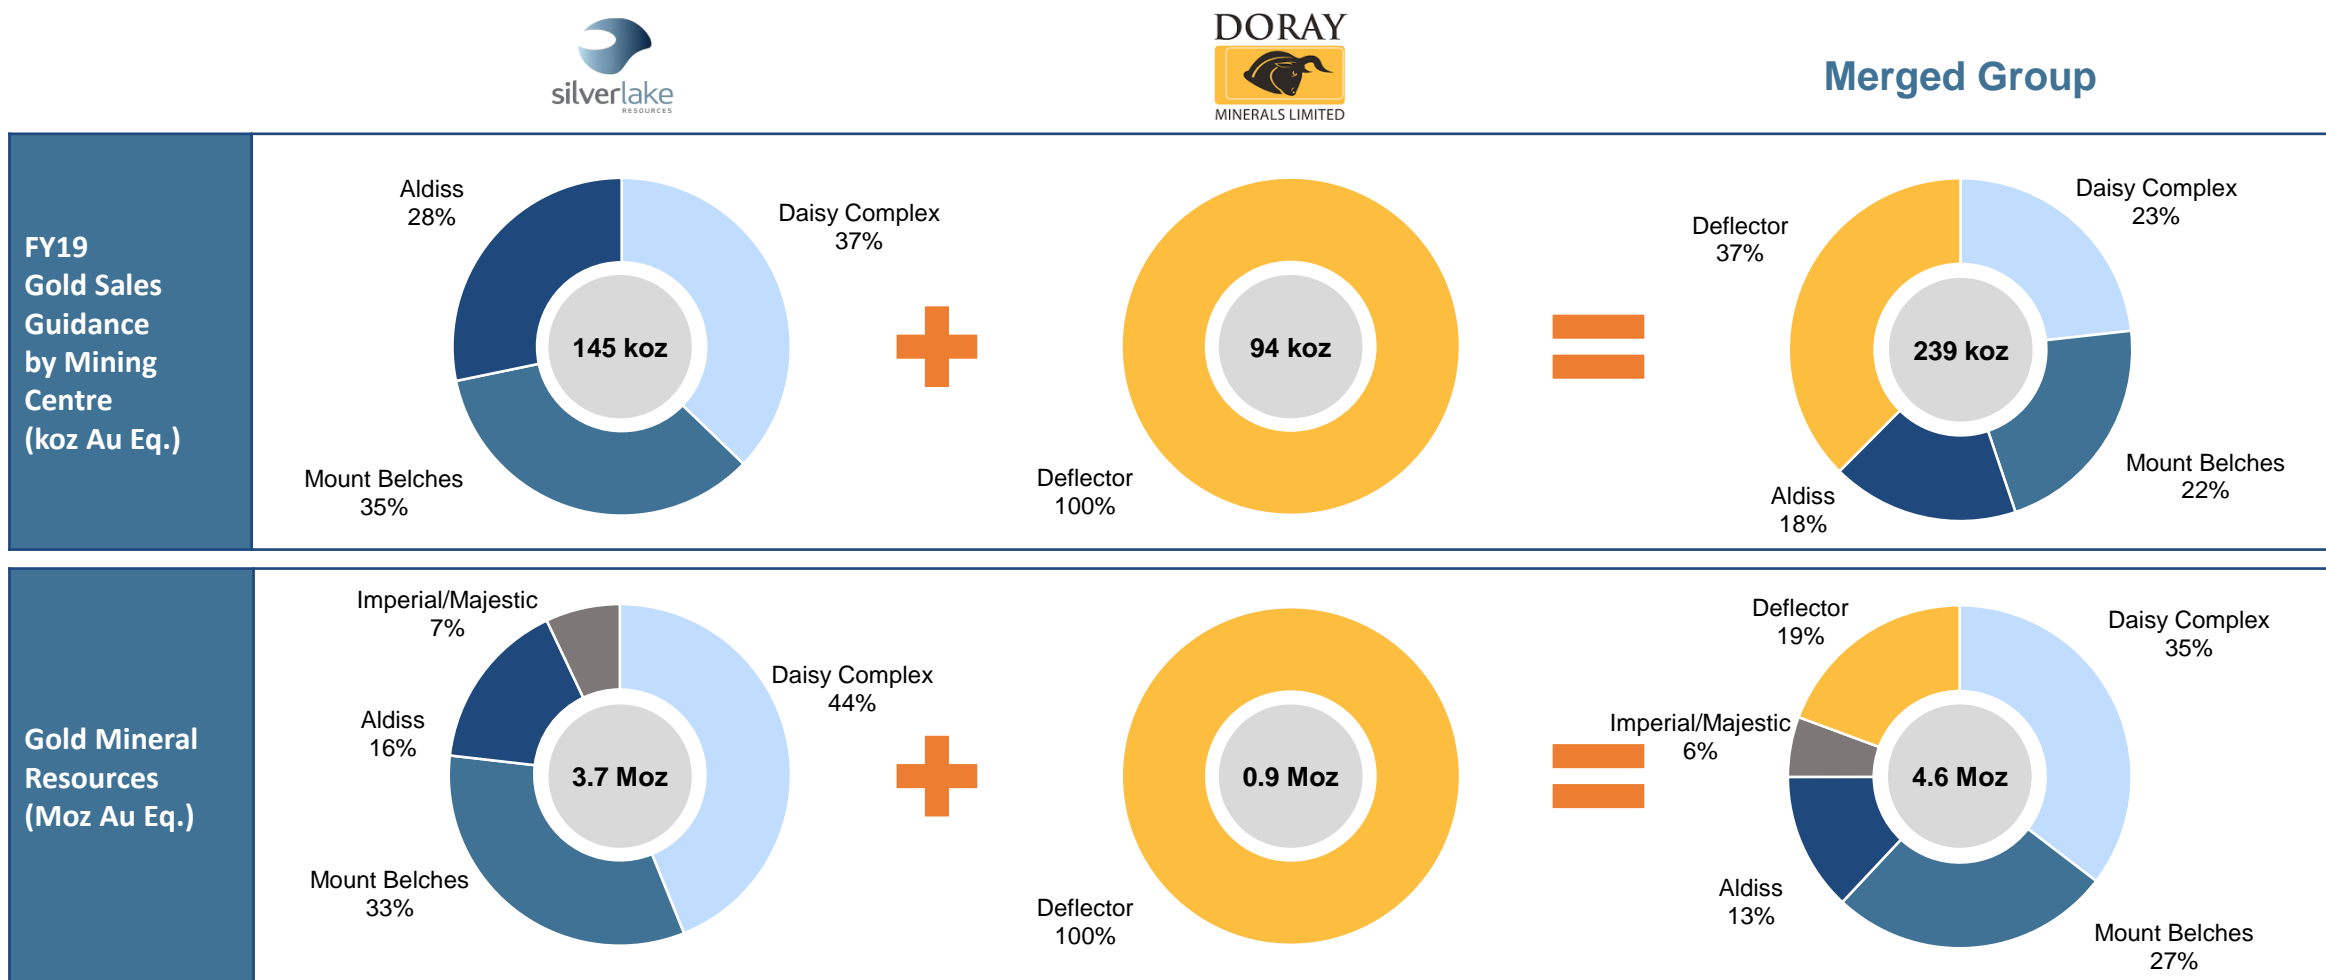 silverlake
RESOURCES
DORAY
MINERALS LIMITED
Merged Group
FY19
Gold Sales
Guidance
by Mining
Centre
(koz Au Eq.)
Aldiss
28%
Daisy Complex
37%
145 koz
Mount Belches
35%
94 koz
Deflector
100%
Daisy Complex
23%
Deflector
37%
239 koz
Mount Belches
22%
Aldiss
18%
Gold Mineral
Resources
(Moz Au Eq.)
Imperial/Majestic
7%
Daisy Complex
44%
Aldiss
16%
3.7 Moz
Mount Belches
33%
0.9 Moz
Deflector
100%
Deflector
19%
Daisy Complex
35%
Imperial/Majestic
6%
4.6 Moz
Aldiss
13%
Mount Belches
27%